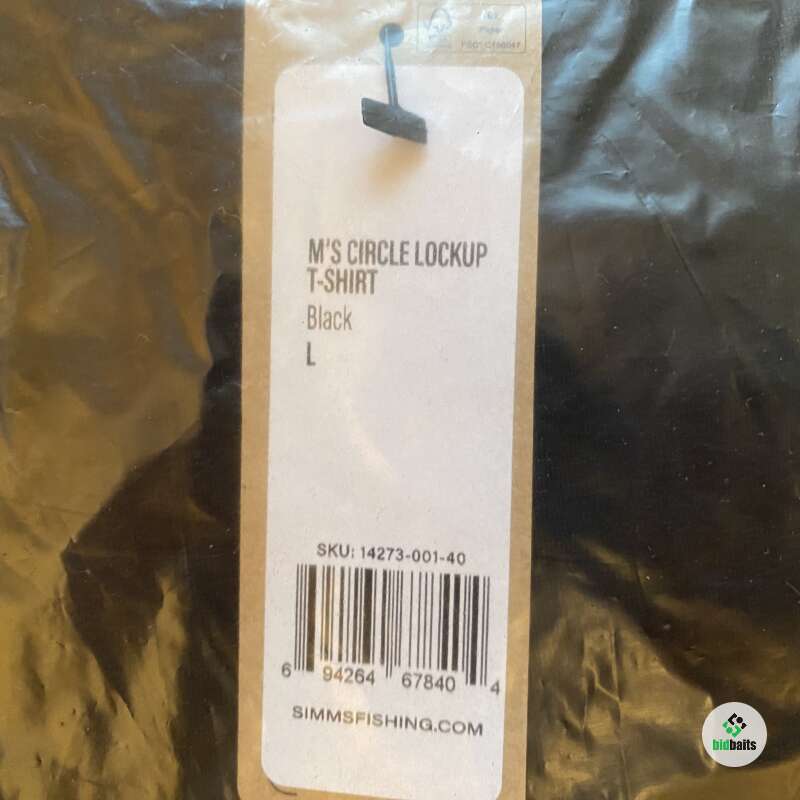 M'S CIRCLE LOCKUP
T-SHIRT
Black
L
SKU: 14273-001-40
6 94264 67840 4
SIMMSFISHING.COM
bidbaits